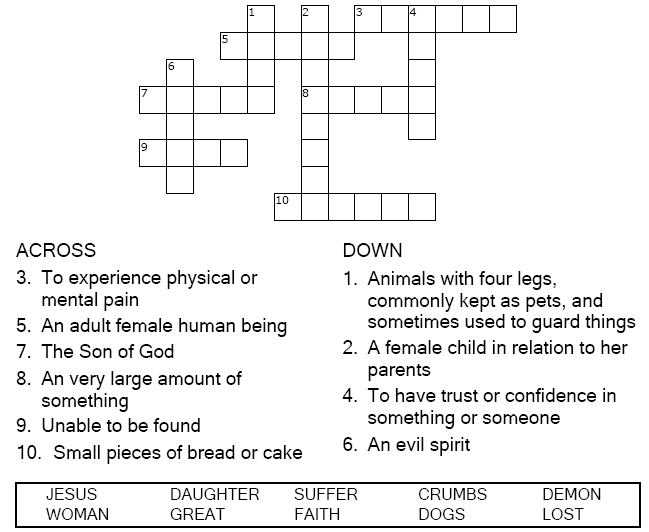 1 2 3 4
5
6
7 8
9
10
ACROSS
3. To experience physical or
mental pain
5. An adult female human being
7. The Son of God
8. An very large amount of
something
9. Unable to be found
10. Small pieces of bread or cake
DOWN
1. Animals with four legs,
commonly kept as pets, and
sometimes used to guard things
2. A female child in relation to her
parents
4. To have trust or confidence in
something or someone
6. An evil spirit
JESUS DAUGHTER SUFFER CRUMBS DEMON
WOMAN GREAT FAITH DOGS LOST